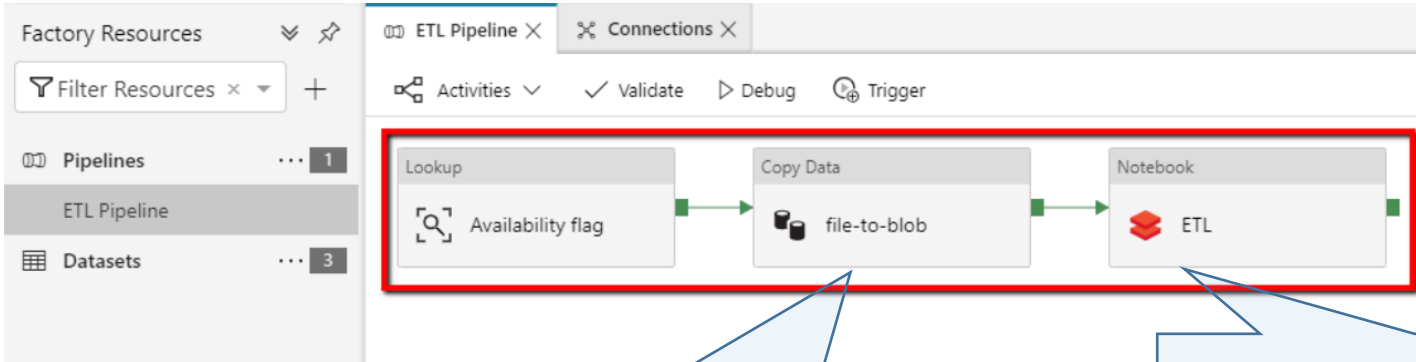 Factory Resources
Filter Resources
Pipelines 1
ETL Pipeline
Datasets 3
ETL Pipeline Connections
Activities Validate Debug Trigger
Lookup
Availability flag
Copy Data
file-to-blob
Notebook
ETL